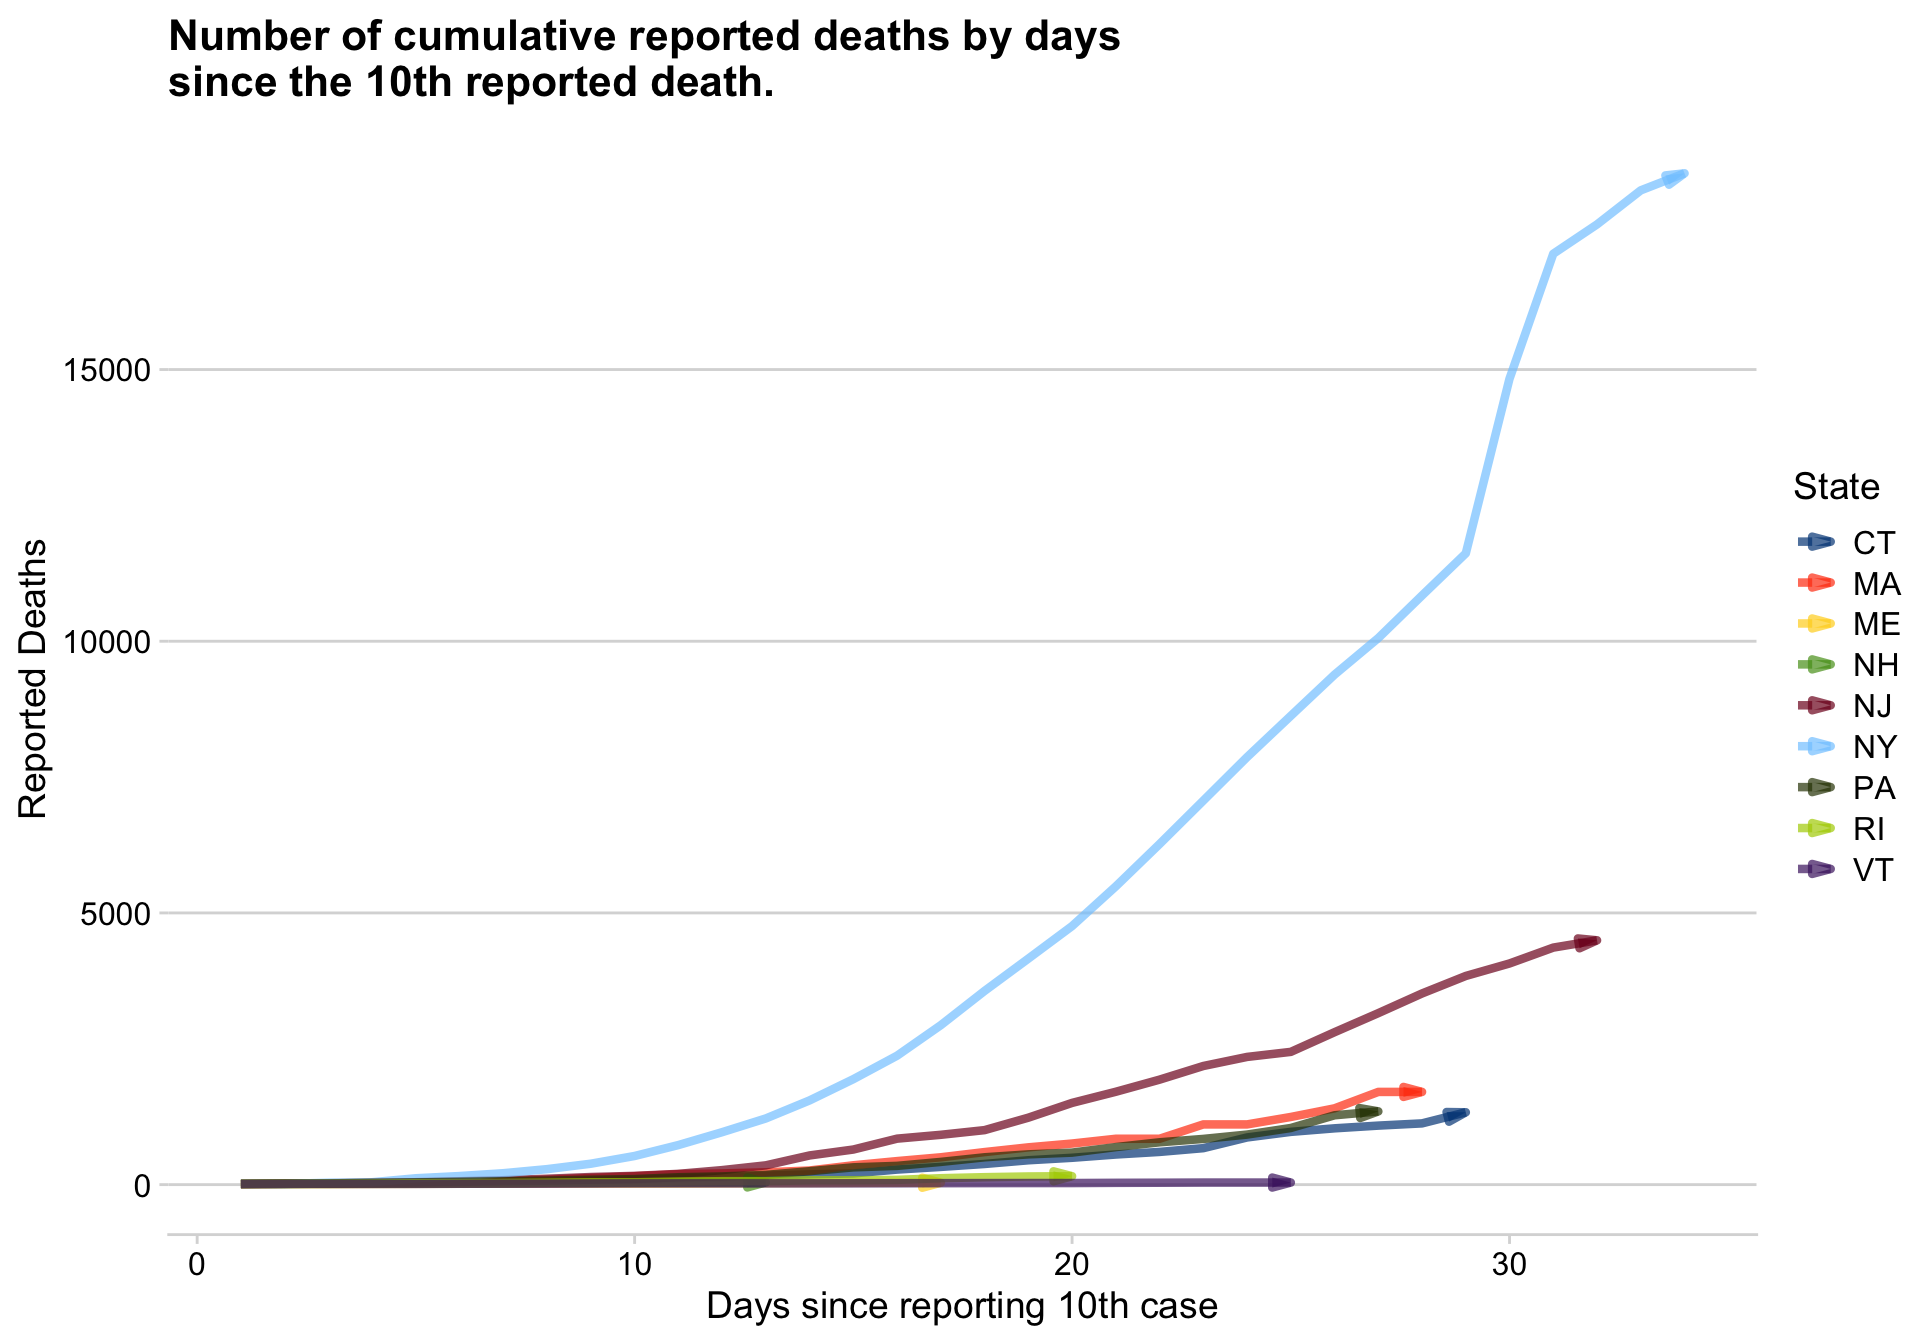 Number of cumulative reported deaths by days
since the 10th reported death.
15000
10000
5000
0
Reported Deaths
0 10 20 30
Days since reporting 10th case
State
CT
MA
ME
NH
NJ
NY
PA
RI
VT